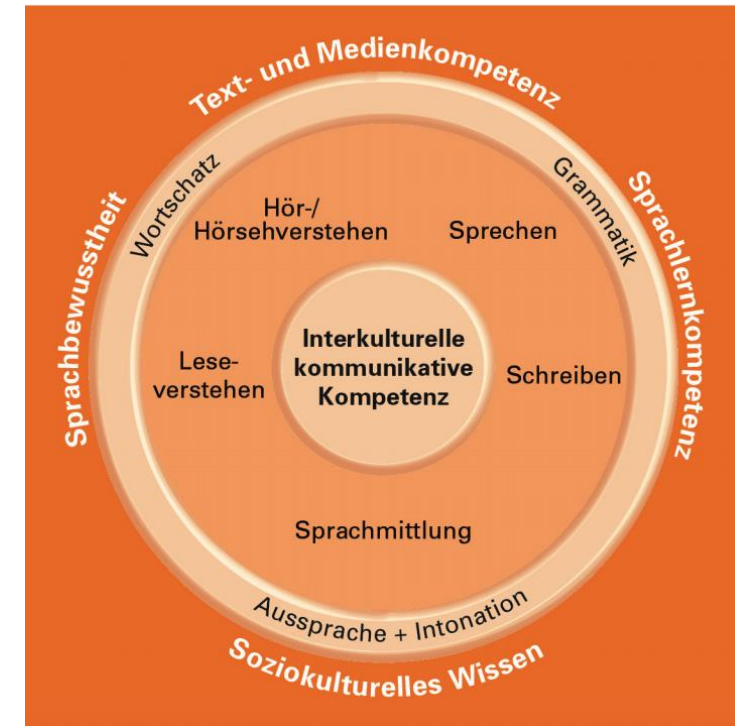 Text- und Medienkompetenz
Sprachbewusstheit
Sprachlernkompetenz
Wortschatz
Grammatik
Hör-/
Hörsehverstehen
Sprechen
Interkulturelle
kommunikative
Kompetenz
Lese-
verstehen
Schreiben
Sprachmittlung
Aussprache + Intonation
Soziokulturelles Wissen